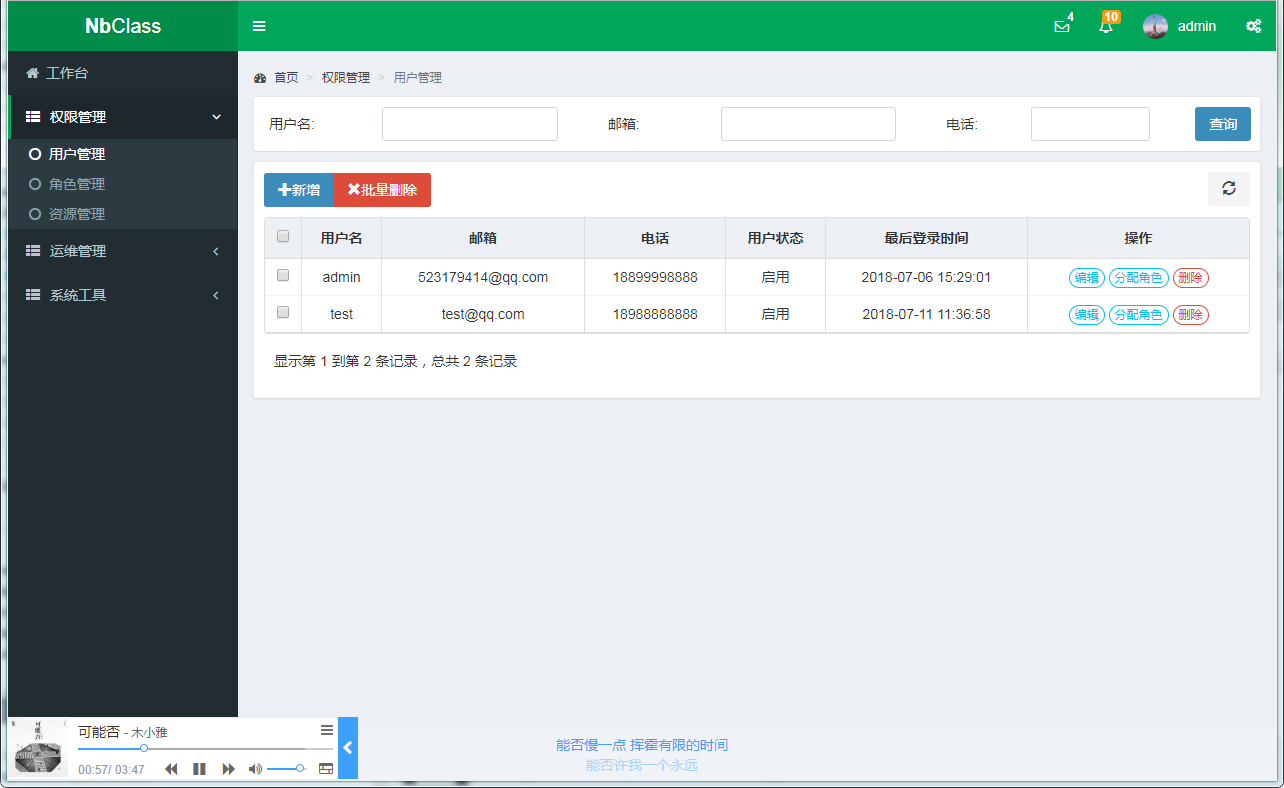 NbClass
4
10
admin
工作台
首页 > 权限管理 > 用户管理
权限管理
用户管理
角色管理
资源管理
运维管理
系统工具
用户名:
邮箱:
电话:
查询
新增
批量删除
用户名 邮箱 电话 用户状态 最后登录时间 操作
admin 523179414@qq.com 18899998888 启用 2018-07-06 15:29:01 编辑 分配角色 删除
test test@qq.com 18988888888 启用 2018-07-11 11:36:58 编辑 分配角色 删除
显示第 1 到第 2 条记录，总共 2 条记录
可能否
可能否 - 木小雅
00:57/ 03:47
能否慢一点 挥霍有限的时间
能否许我一个永远